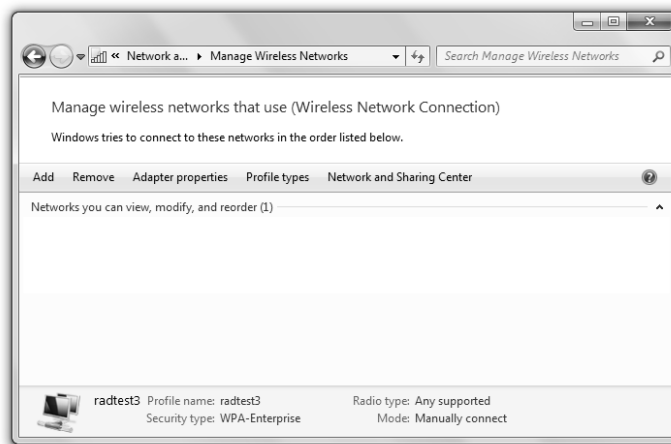 « Network a... ▸ Manage Wireless Networks
Search Manage Wireless Networks
Manage wireless networks that use (Wireless Network Connection)
Windows tries to connect to these networks in the order listed below.
Add Remove Adapter properties Profile types Network and Sharing Center
Networks you can view, modify, and reorder (1)
radtest3 Profile name: radtest3 Radio type: Any supported
Security type: WPA-Enterprise Mode: Manually connect